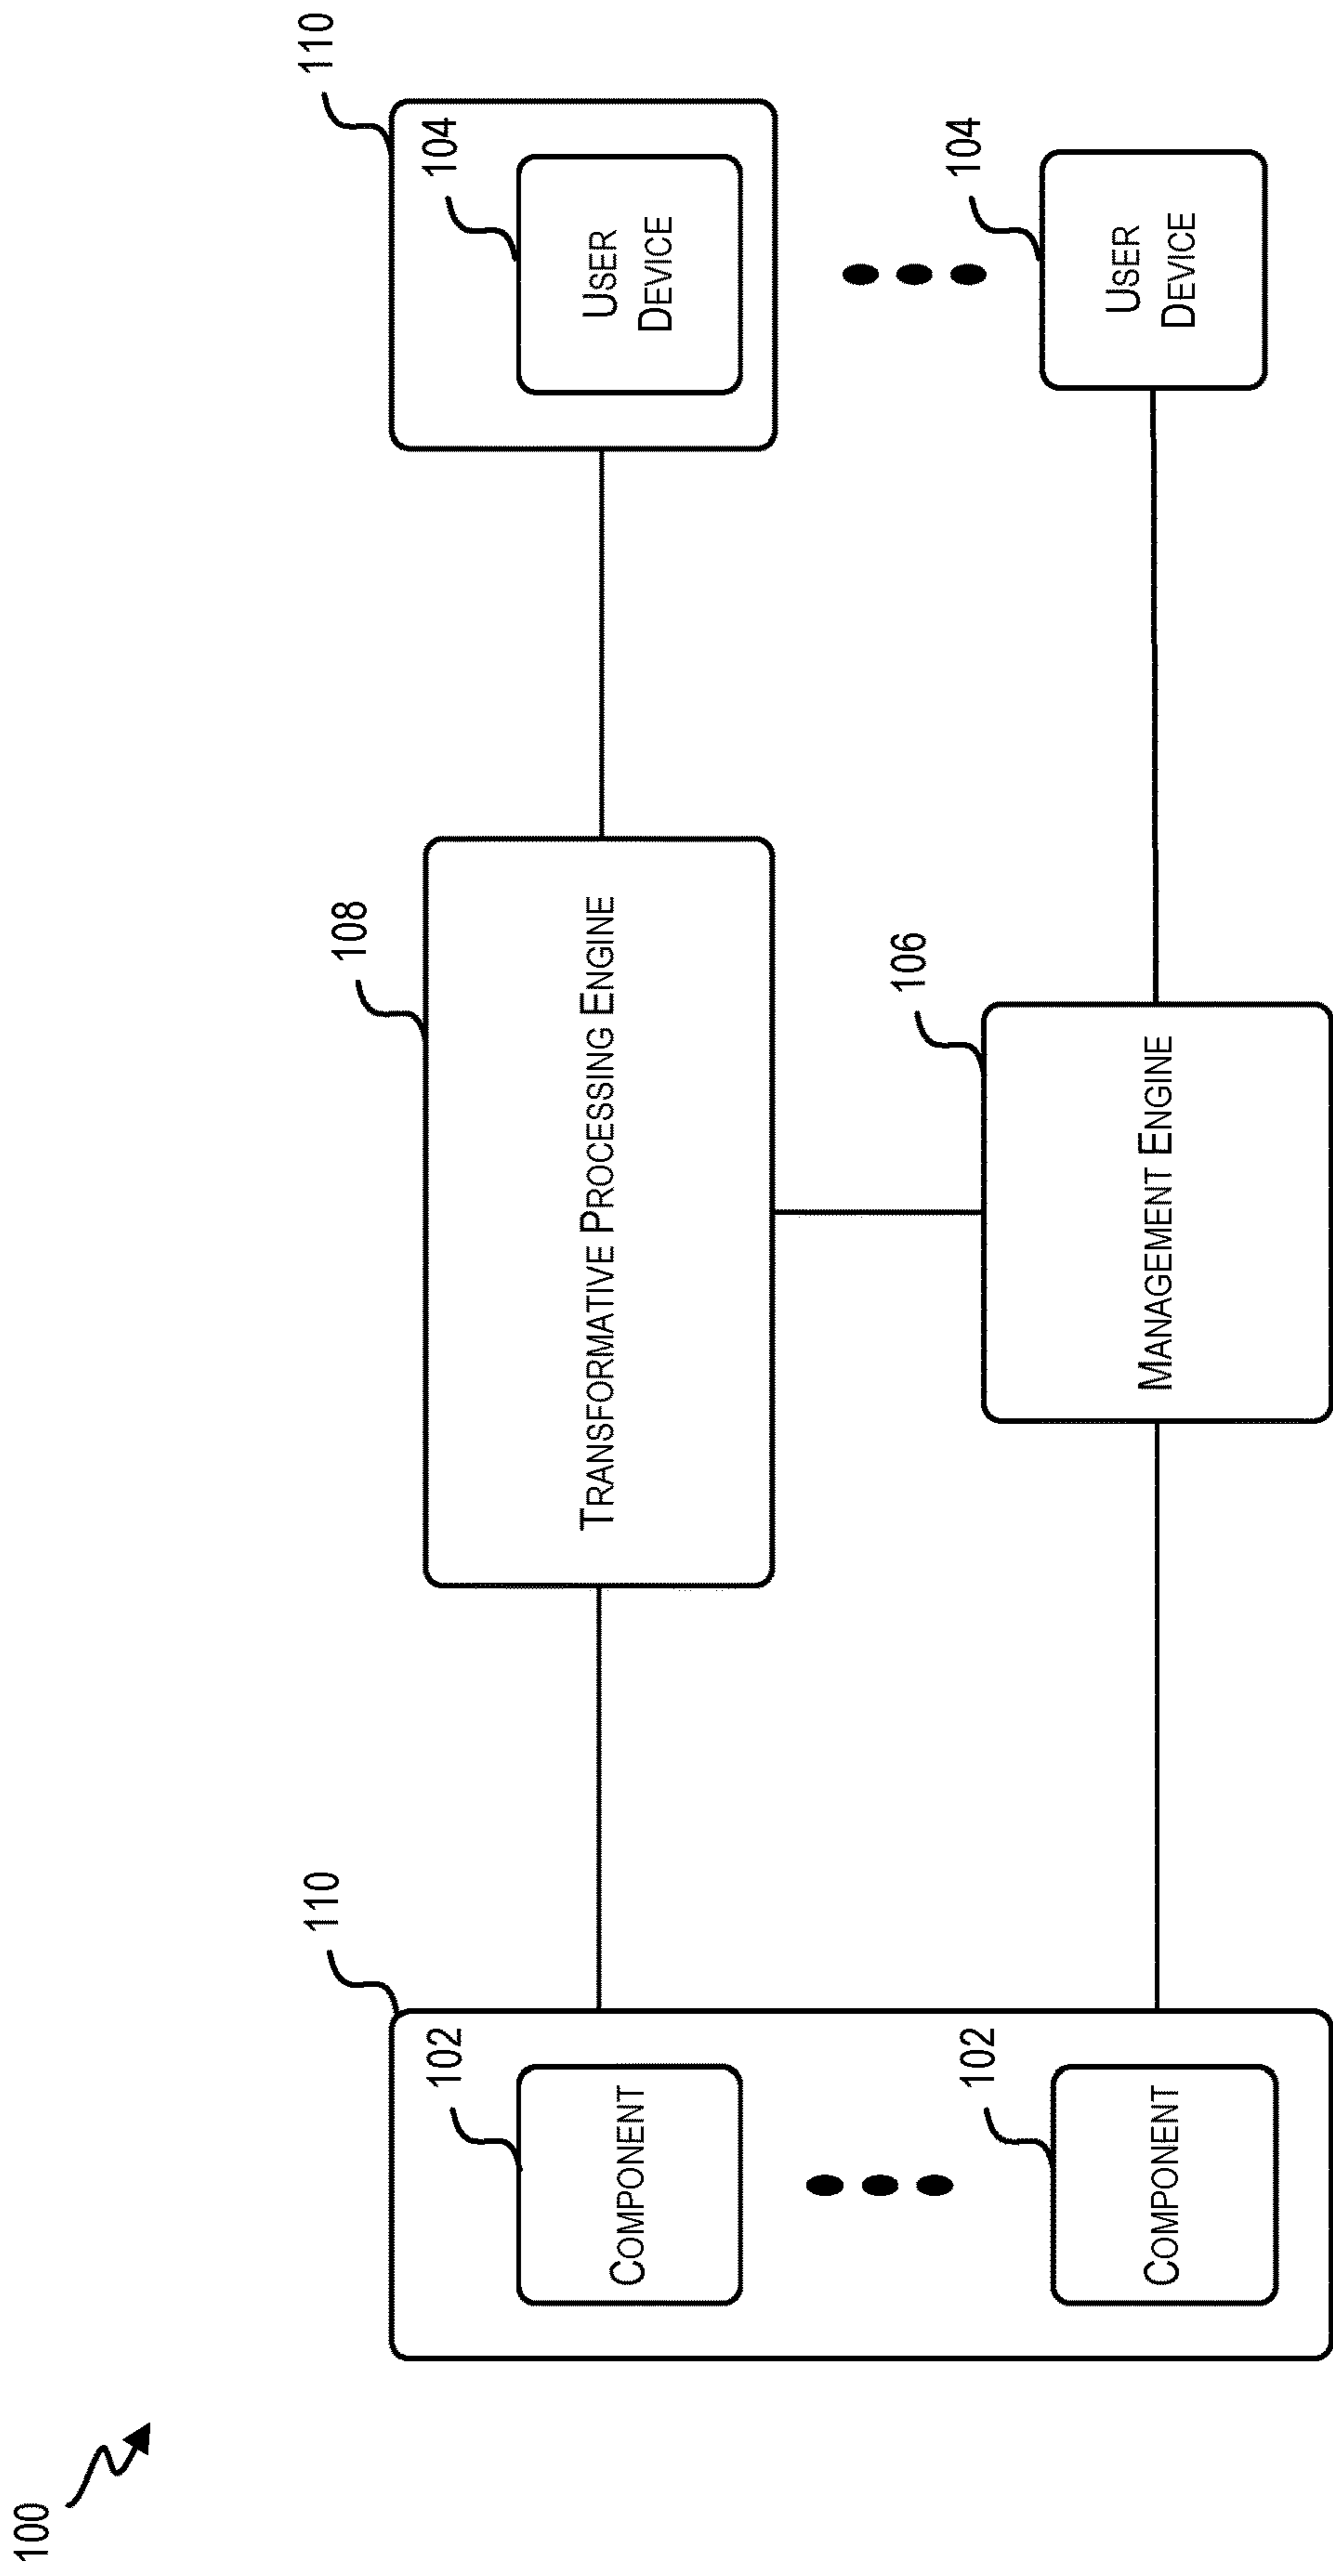 100
110
102
COMPONENT
102
COMPONENT
108
TRANSFORMATIVE PROCESSING ENGINE
106
MANAGEMENT ENGINE
110
104
USER
DEVICE
104
USER
DEVICE